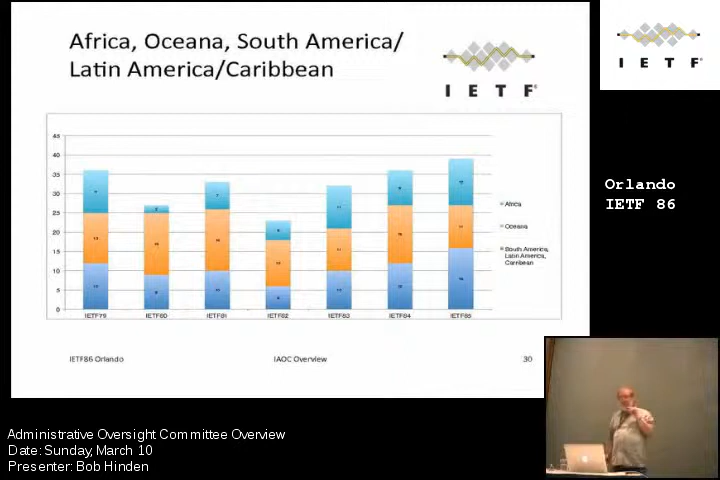 Africa, Oceana, South America/
Latin America/Caribbean
I E T F
I E T F
45
40
35
30
25
20
15
10
5
0
IETF79
IETF80
IETF81
IETF82
IETF83
IETF84
IETF85
Africa
Oceana
South America,
Latin America,
Carribean
IETF86 Orlando
IAOC Overview
30
Orlando
IETF 86
Administrative Oversight Committee Overview
Date: Sunday, March 10
Presenter: Bob Hinden